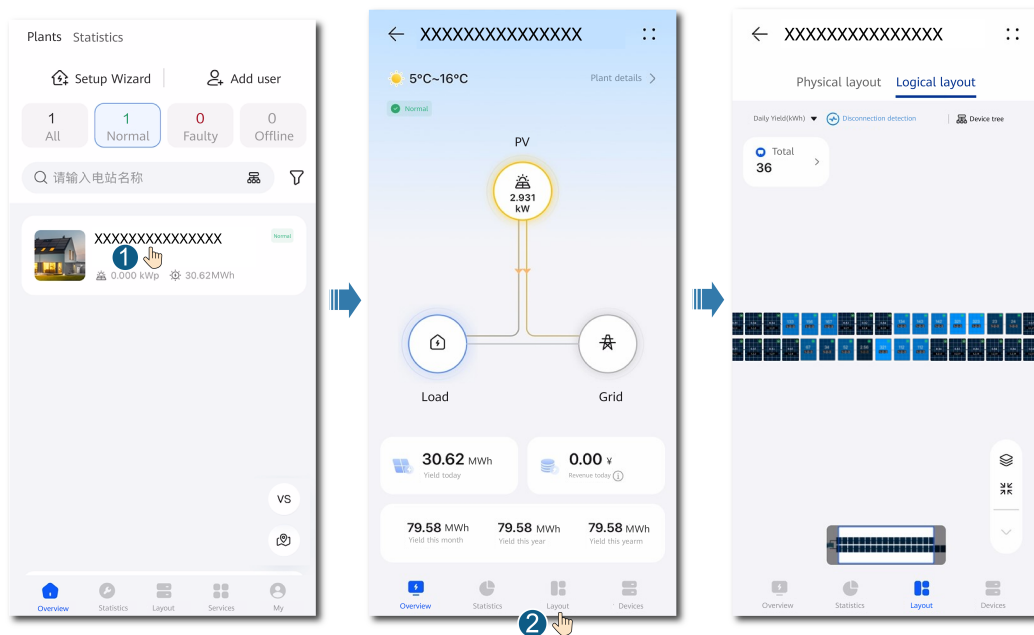 Plants Statistics
Setup Wizard
Add user
1
All
1
Normal
0
Faulty
0
Offline
请输入电站名称
XXXXXXXXXXXXXXX
Normal
1
0.000 kWp
30.62MWh
VS
Overview
Statistics
Layout
Services
My
XXXXXXXXXXXXXXX
5°C~16°C
Plant details
Normal
PV
2.931
kW
Load
Grid
30.62 MWh
Yield today
0.00 ¥
Revenue today
79.58 MWh
Yield this month
79.58 MWh
Yield this year
79.58 MWh
Yield this yearm
Overview
Statistics
Layout
Devices
2
XXXXXXXXXXXXXXX
Physical layout
Logical layout
Daily Yield(kWh)
Disconnection detection
Device tree
Total
36
Overview
Statistics
Layout
Devices